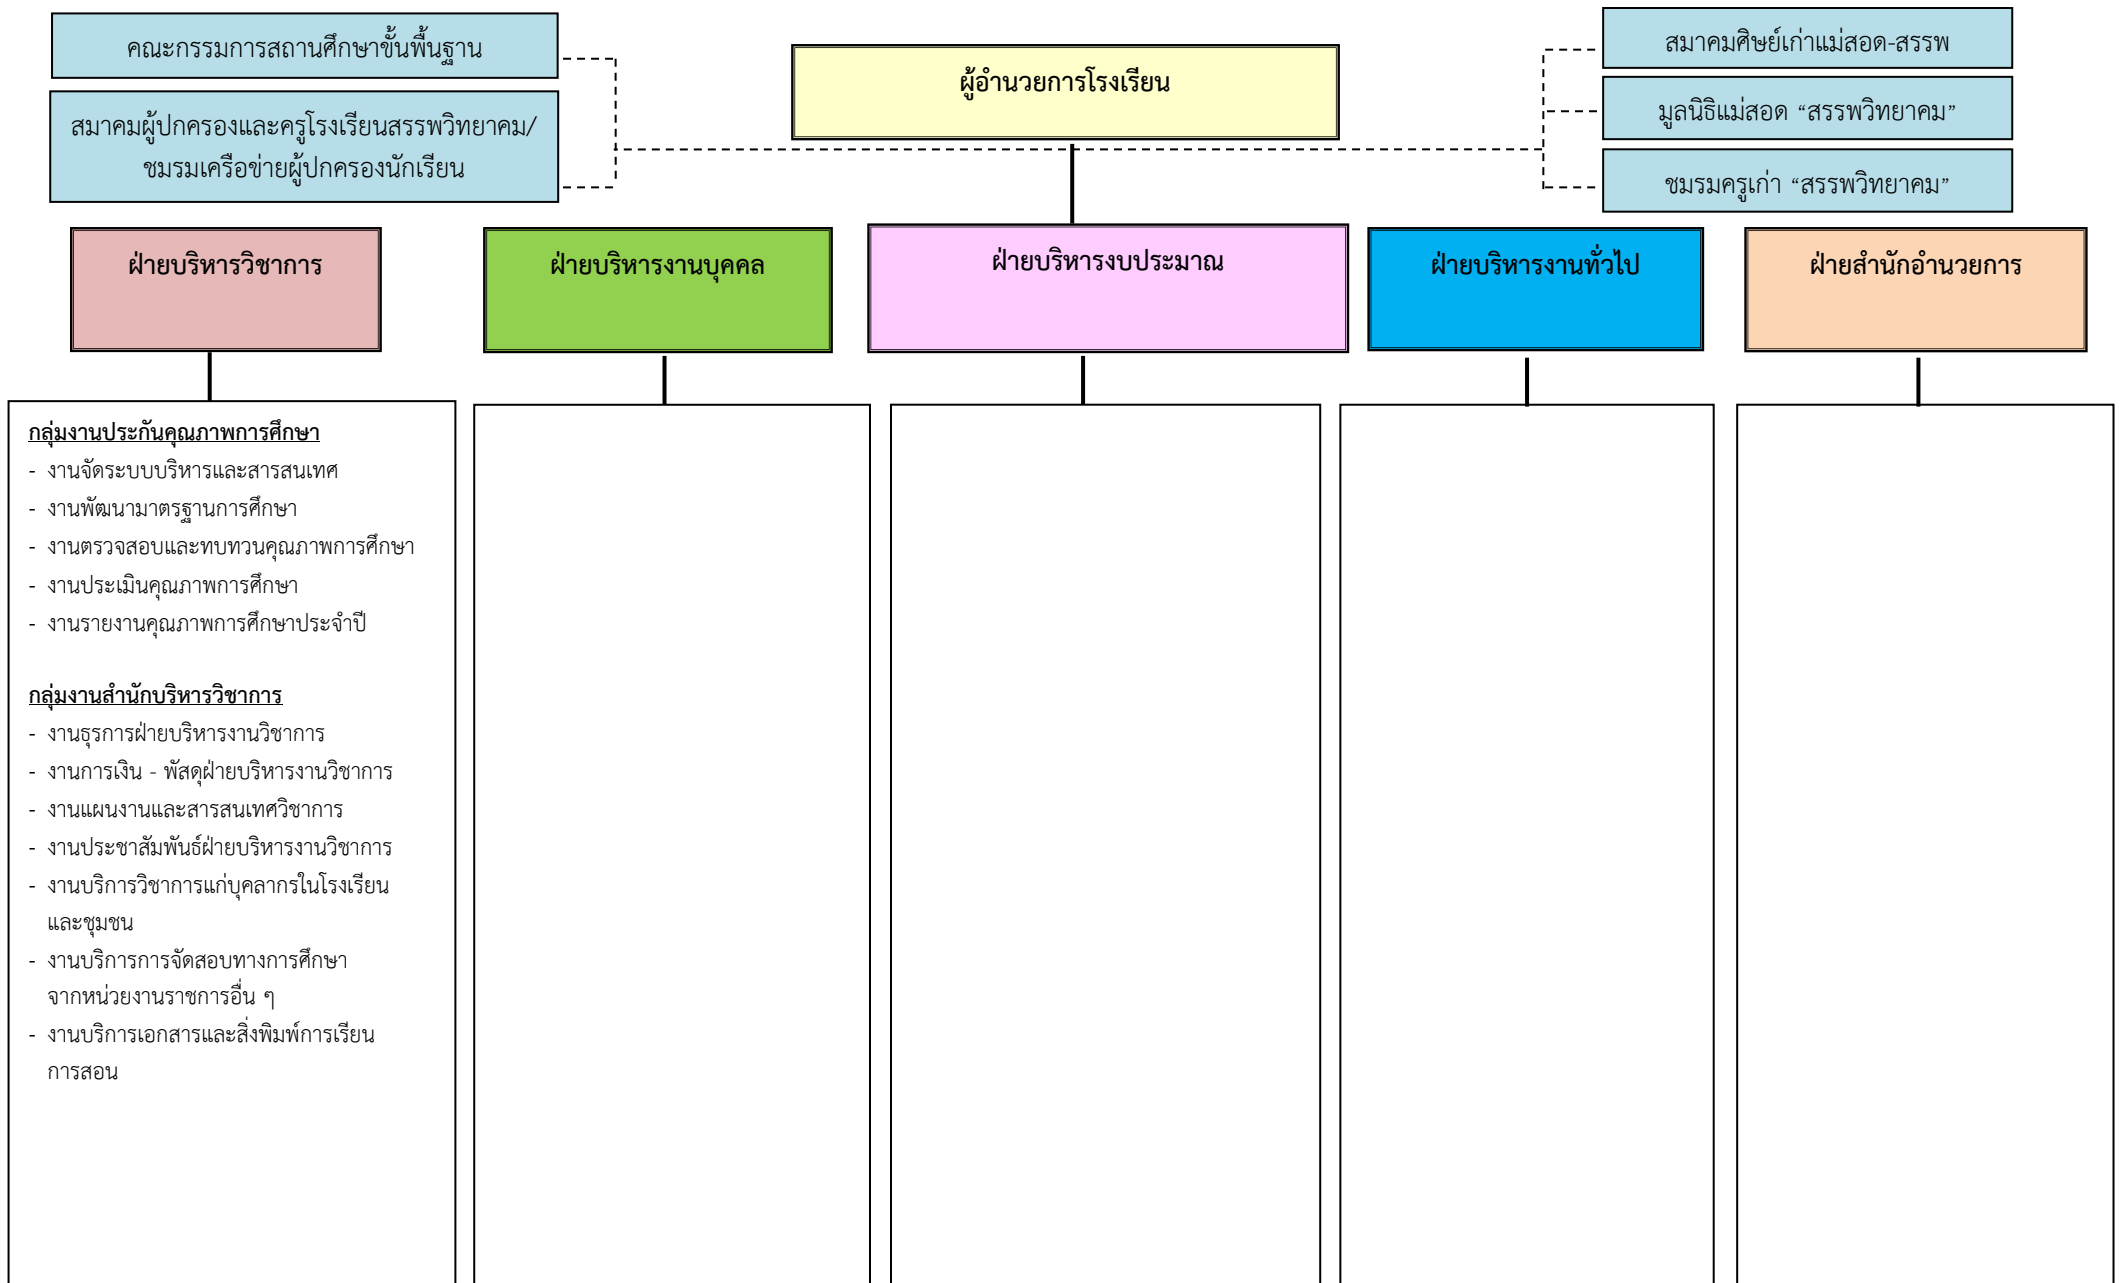 คณะกรรมการสถานศึกษาขั้นพื้นฐาน
สมาคมผู้ปกครองและครูโรงเรียนสรรพวิทยาคม/
ชมรมเครือข่ายผู้ปกครองนักเรียน
ผู้อำนวยการโรงเรียน
สมาคมศิษย์เก่าแม่สอด-สรรพ
มูลนิธิแม่สอด “สรรพวิทยาคม”
ชมรมครูเก่า “สรรพวิทยาคม”
ฝ่ายบริหารวิชาการ
ฝ่ายบริหารงานบุคคล
ฝ่ายบริหารงบประมาณ
ฝ่ายบริหารงานทั่วไป
ฝ่ายสำนักอำนวยการ
กลุ่มงานประกันคุณภาพการศึกษา
- งานจัดระบบบริหารและสารสนเทศ
- งานพัฒนามาตรฐานการศึกษา
- งานตรวจสอบและทบทวนคุณภาพการศึกษา
- งานประเมินคุณภาพการศึกษา
- งานรายงานคุณภาพการศึกษาประจำปี
กลุ่มงานสำนักบริหารวิชาการ
- งานธุรการฝ่ายบริหารงานวิชาการ
- งานการเงิน - พัสดุฝ่ายบริหารงานวิชาการ
- งานแผนงานและสารสนเทศวิชาการ
- งานประชาสัมพันธ์ฝ่ายบริหารงานวิชาการ
- งานบริการวิชาการแก่บุคลากรในโรงเรียน
และชุมชน
- งานบริการการจัดสอบทางการศึกษา
จากหน่วยงานราชการอื่น ๆ
- งานบริการเอกสารและสิ่งพิมพ์การเรียน
การสอน